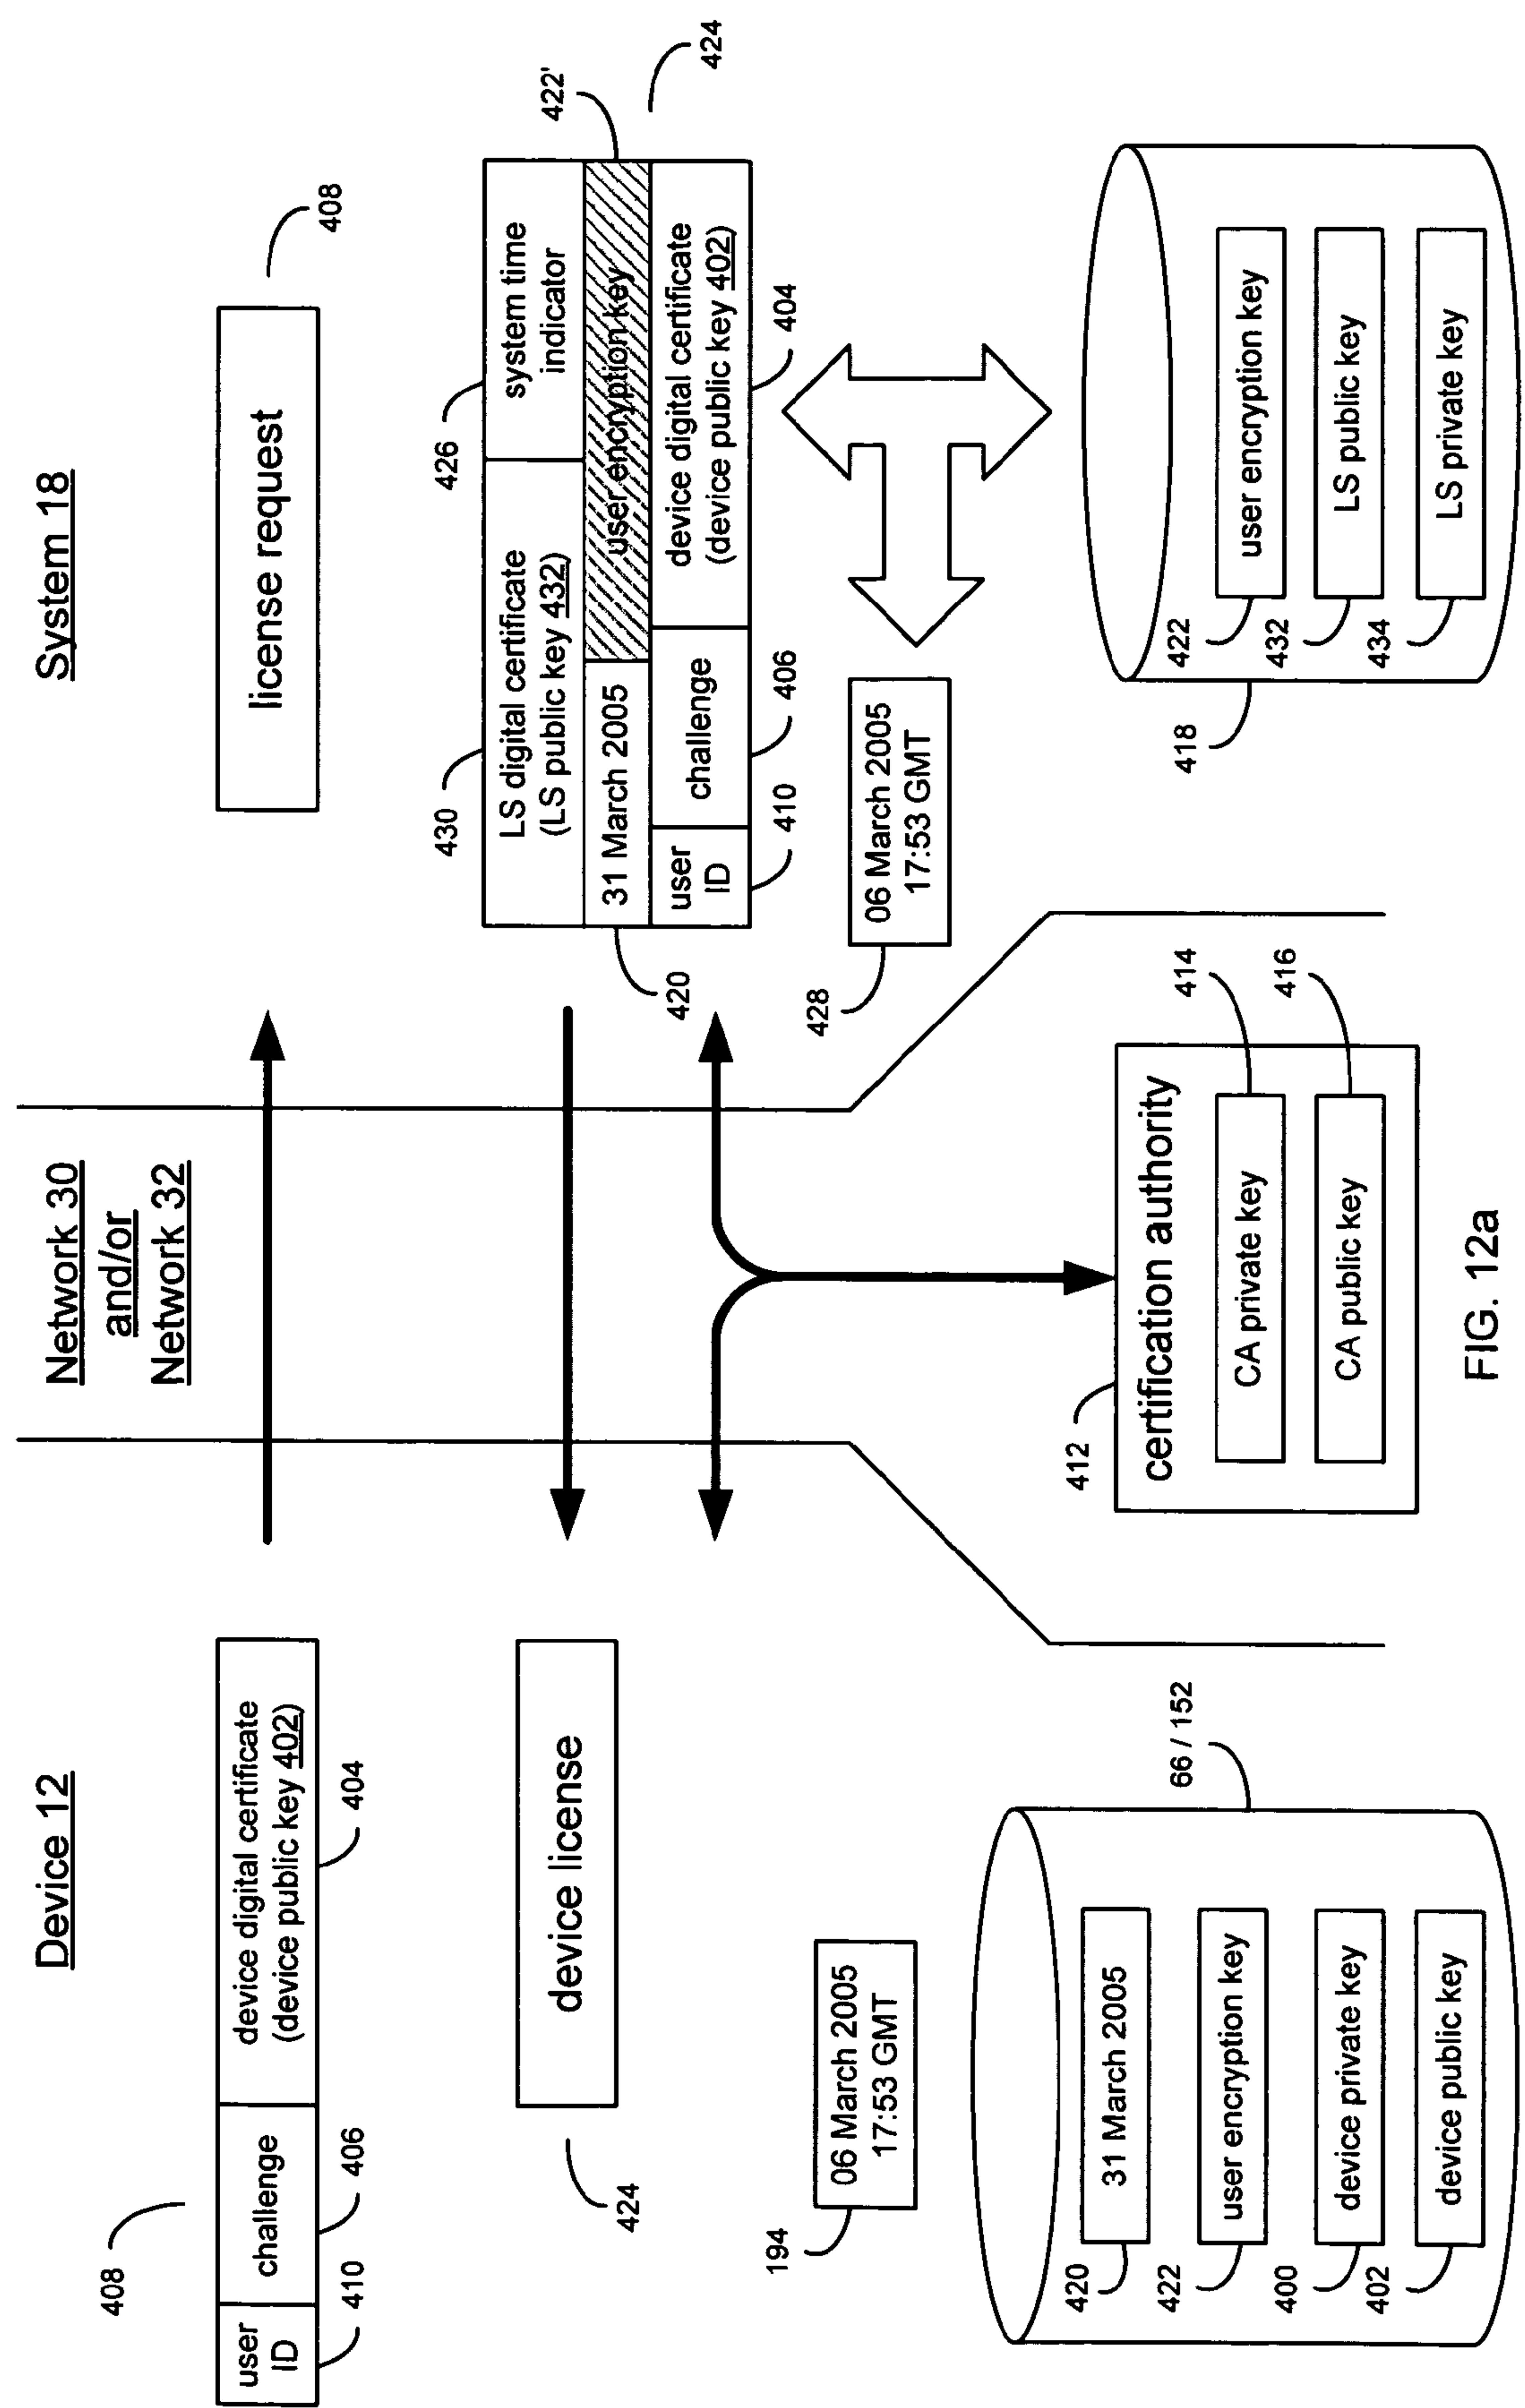 Device 12
Network 30
and/or
Network 32
System 18
408
user
ID
challenge
device digital certificate
(device public key 402)
410
406
404
license request
408
device license
424
430
426
LS digital certificate
(LS public key 432)
system time
indicator
422'
31 March 2005
user encryption key
424
user
ID
challenge
device digital certificate
(device public key 402)
420
410
406
404
194
06 March 2005
17:53 GMT
428
06 March 2005
17:53 GMT
66 / 152
420
31 March 2005
422
user encryption key
400
device private key
402
device public key
412
certification authority
414
CA private key
416
CA public key
418
422
user encryption key
432
LS public key
434
LS private key
FIG. 12a